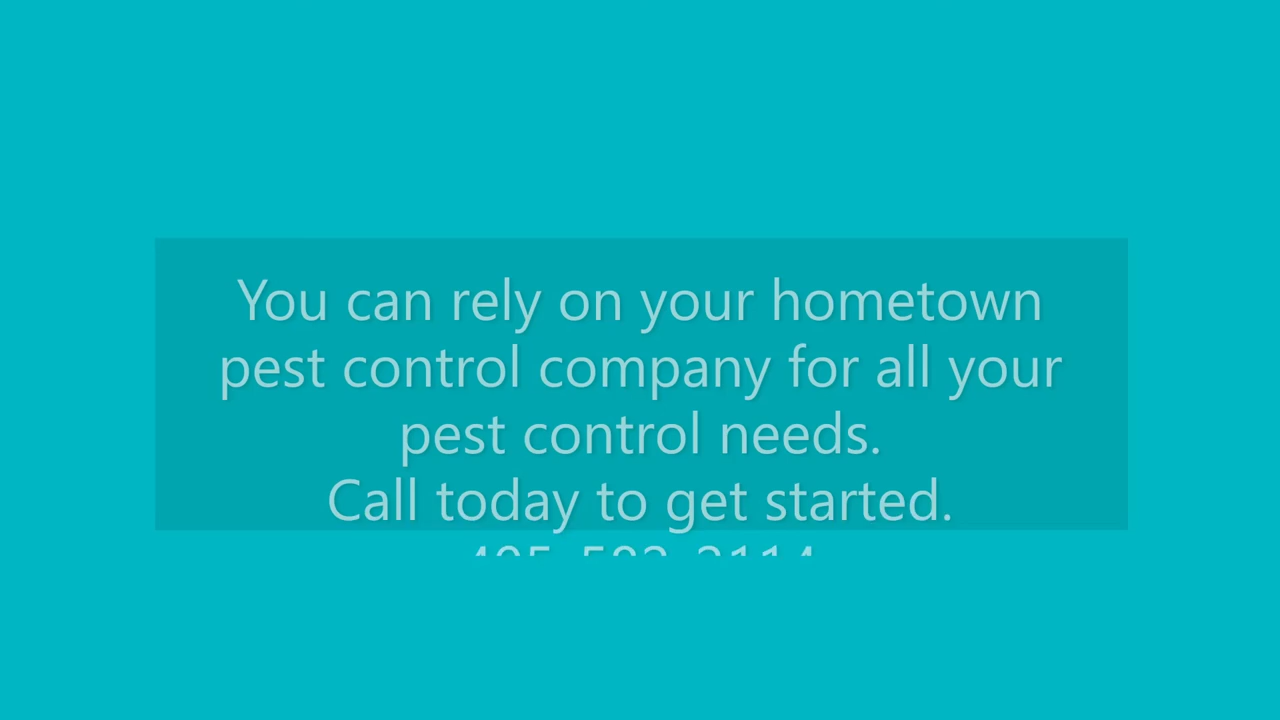 You can rely on your hometown
pest control company for all your
pest control needs.
Call today to get started.